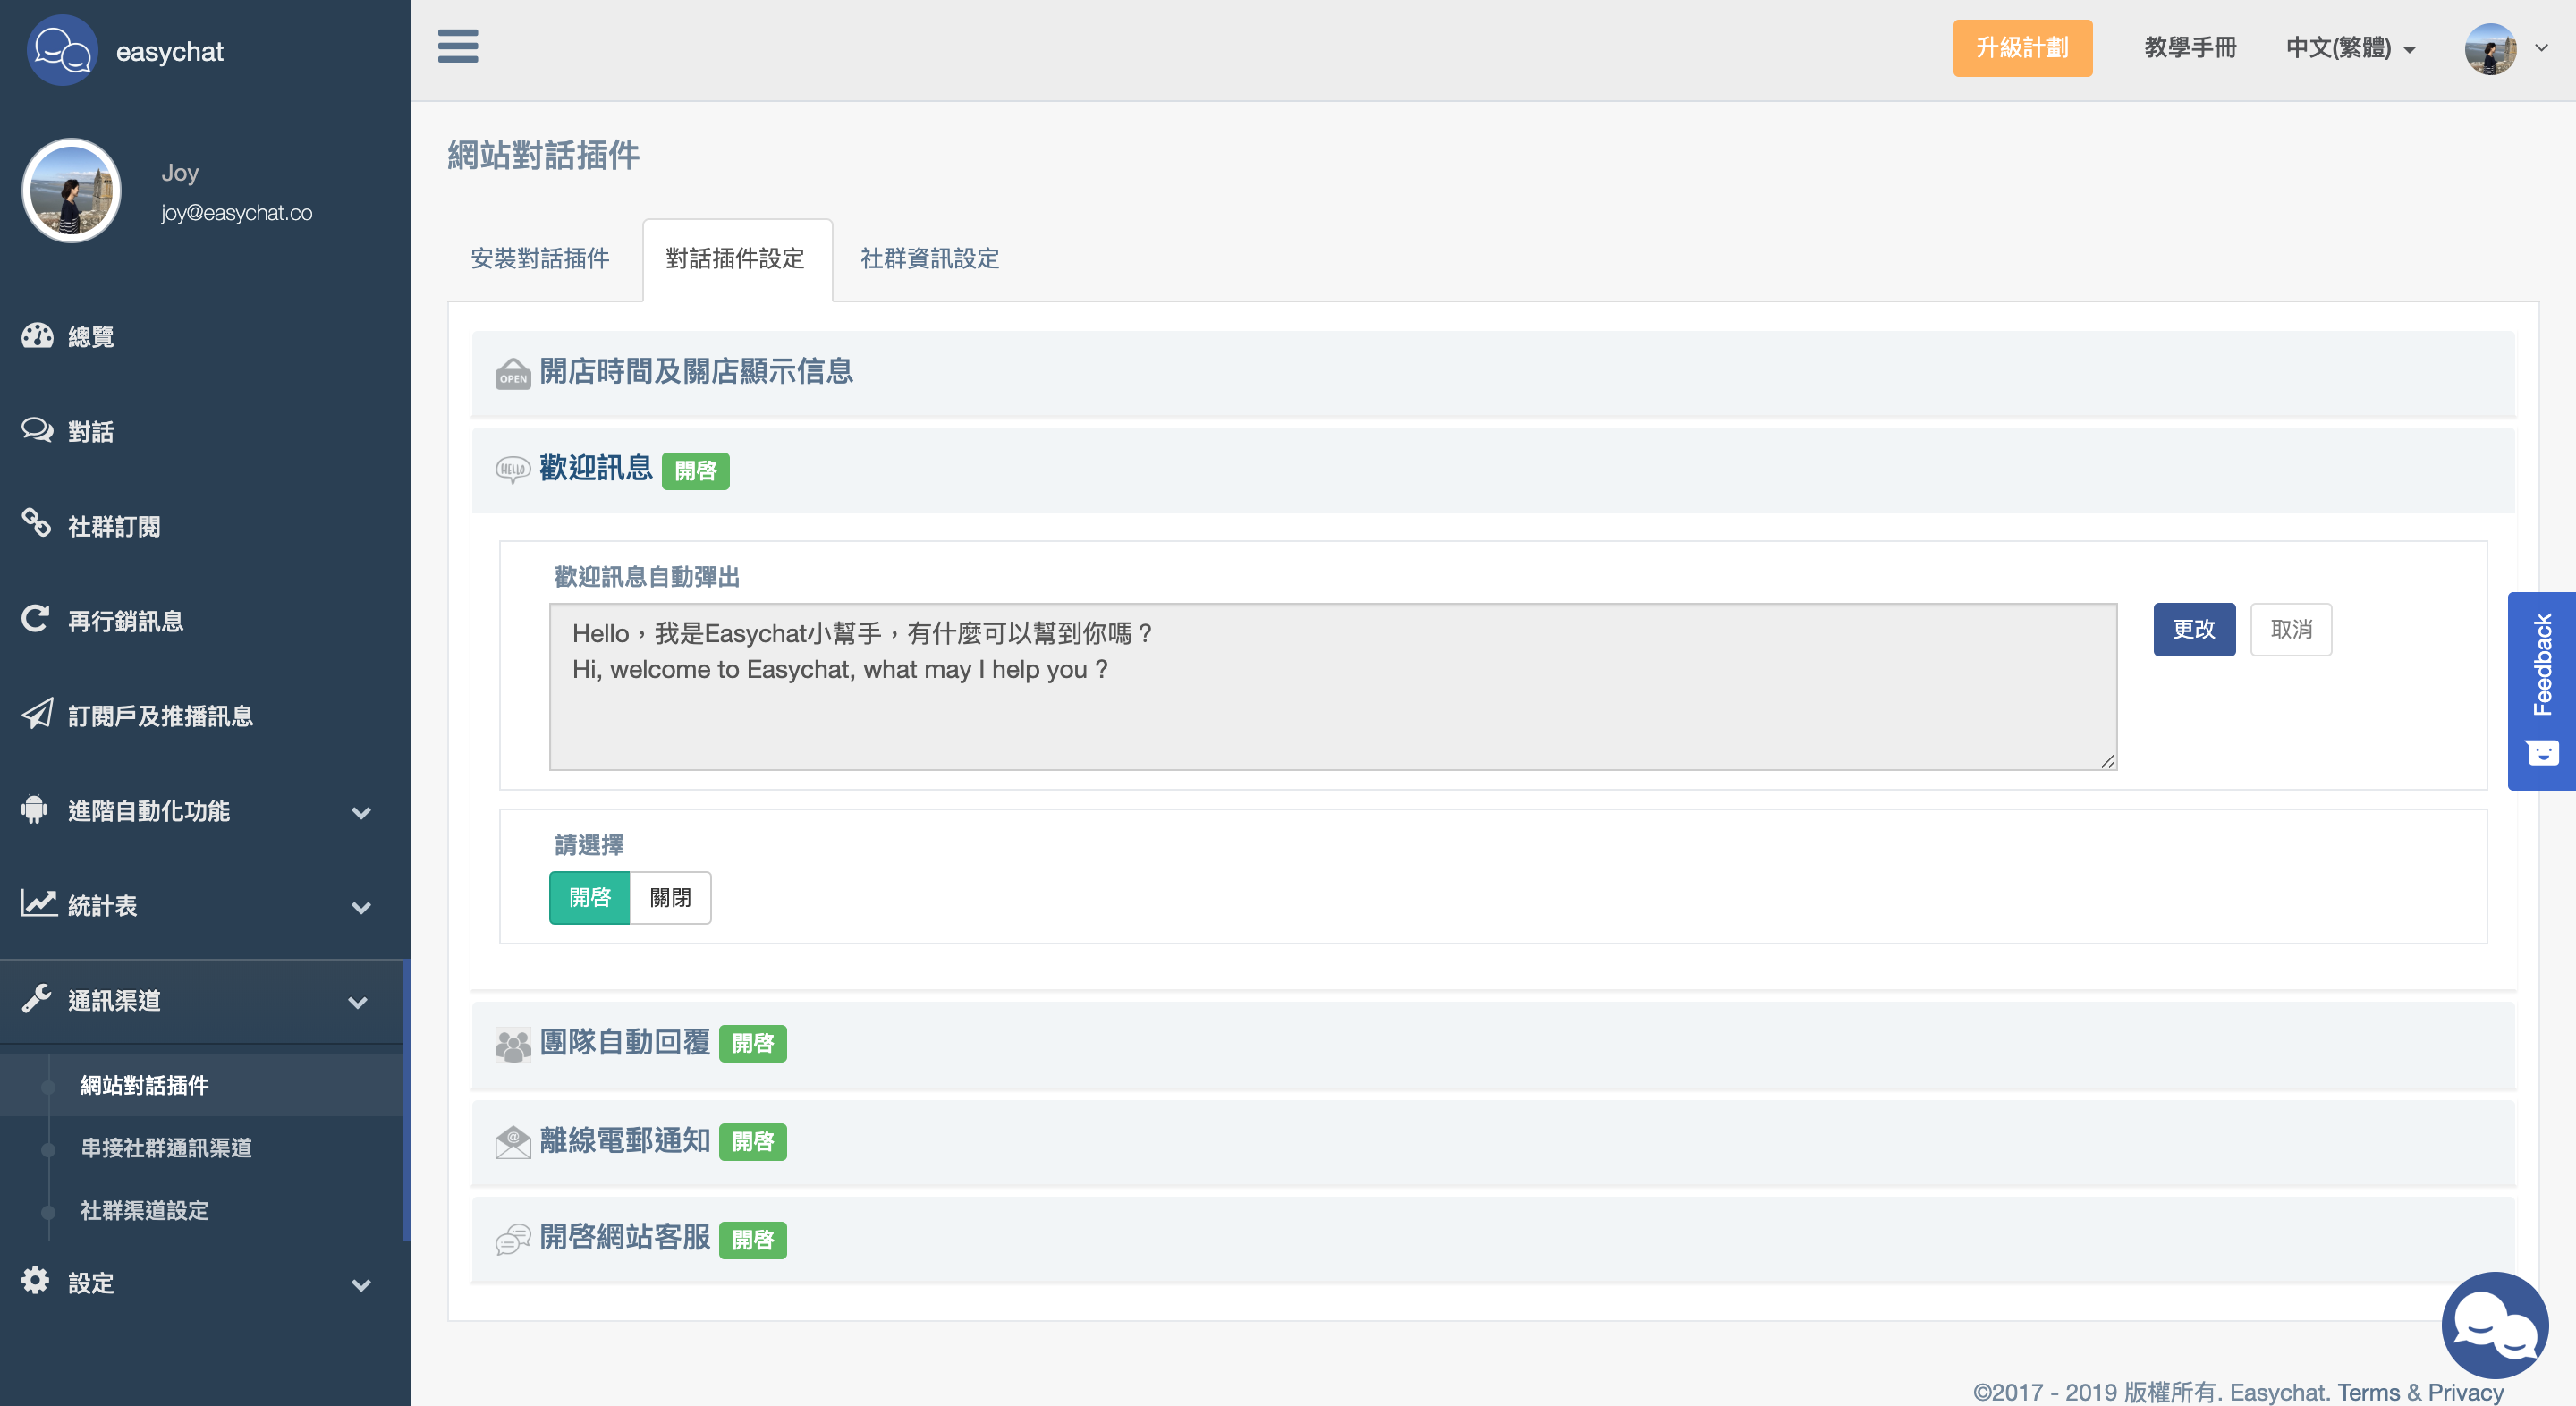 easychat
升級計劃
教學手冊
中文(繁體)
Joy
joy@easychat.co
總覽
對話
社群訂閱
再行銷訊息
訂閱戶及推播訊息
進階自動化功能
統計表
通訊渠道
網站對話插件
串接社群通訊渠道
社群渠道設定
設定
網站對話插件
安裝對話插件
對話插件設定
社群資訊設定
OPEN 開店時間及關店顯示信息
HELLO 歡迎訊息 開啓
歡迎訊息自動彈出
Hello，我是Easychat小幫手，有什麼可以幫到你嗎？
Hi, welcome to Easychat, what may I help you？
更改
取消
請選擇
開啓
關閉
團隊自動回覆 開啓
@ 離線電郵通知 開啓
開啓網站客服 開啓
Feedback
©2017 - 2019 版權所有. Easychat. Terms & Privacy